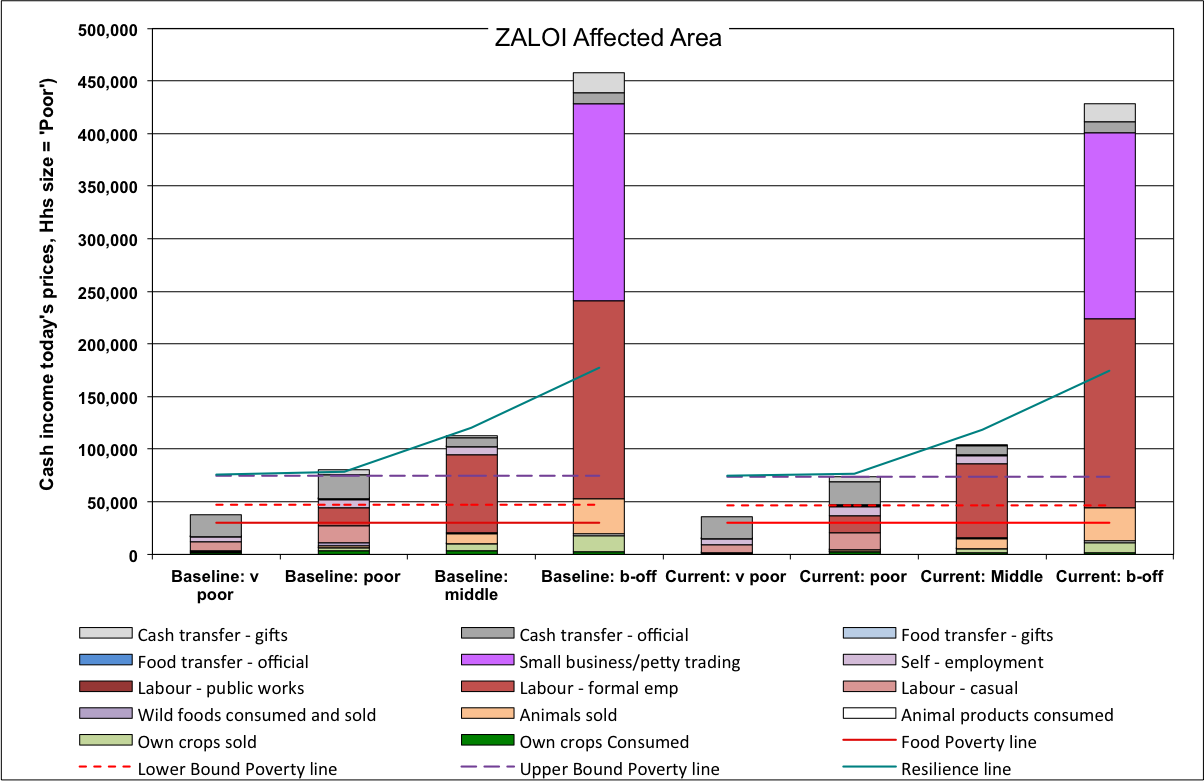 ZALOI Affected Area
Cash income today's prices, Hhs size = 'Poor')
500,000
450,000
400,000
350,000
300,000
250,000
200,000
150,000
100,000
50,000
0
Baseline: v poor
Baseline: poor
Baseline: middle
Baseline: b-off
Current: v poor
Current: poor
Current: Middle
Current: b-off
Cash transfer - gifts
Cash transfer - official
Food transfer - gifts
Food transfer - official
Small business/petty trading
Self - employment
Labour - public works
Labour - formal emp
Labour - casual
Wild foods consumed and sold
Animals sold
Animal products consumed
Own crops sold
Own crops Consumed
Food Poverty line
Lower Bound Poverty line
Upper Bound Poverty line
Resilience line